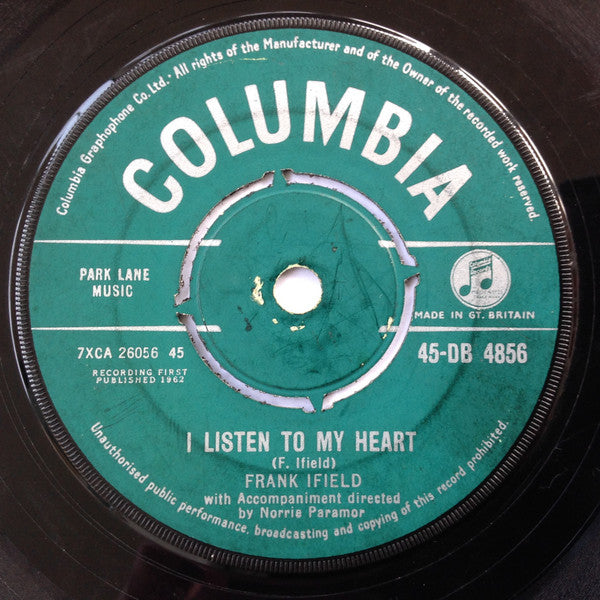 Columbia Graphophone Co. Ltd. · All rights of the Manufacturer and of the Owner of the recorded work reserved.
COLUMBIA
PARK LANE
MUSIC
MADE IN GT. BRITAIN
7XCA 26056 45
45-DB 4856
RECORDING FIRST
PUBLISHED 1962
I LISTEN TO MY HEART
(F. Ifield)
FRANK IFIELD
with Accompaniment directed
by Norrie Paramor
Unauthorised public performance, broadcasting and copying of this record prohibited.